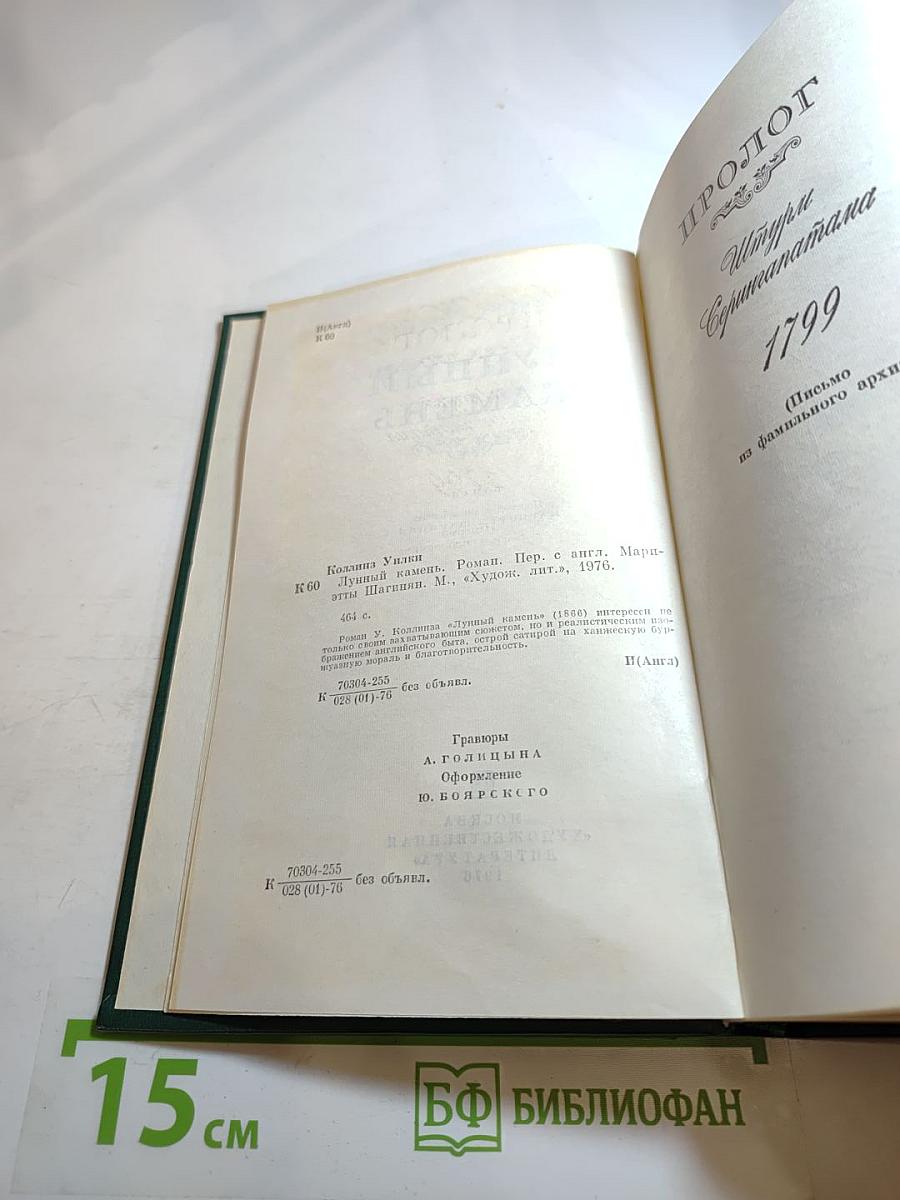 И(Англ)
К 60
Коллинз Уилки
К 60 Лунный камень. Роман. Пер. с англ. Мари-
этты Шагинян. М., «Худож. лит.», 1976.
464 с.
Роман У. Коллинза «Лунный камень» (1866) интересен не
только своим захватывающим сюжетом, но и реалистическим изо-
бражением английского быта, острой сатирой на ханжескую бур-
жуазную мораль и благотворительность.
И(Англ)
К 70304-255
028 (01)-76 без объявл.
Гравюры
А. ГОЛИЦЫНА
Оформление
Ю. БОЯРСКОГО
К 70304-255
028 (01)-76 без объявл.
ПРОЛОГ
Штурм
Серингапатама
1799
(Письмо
из фамильного архи
15 см
БФ БИБЛИОФАН